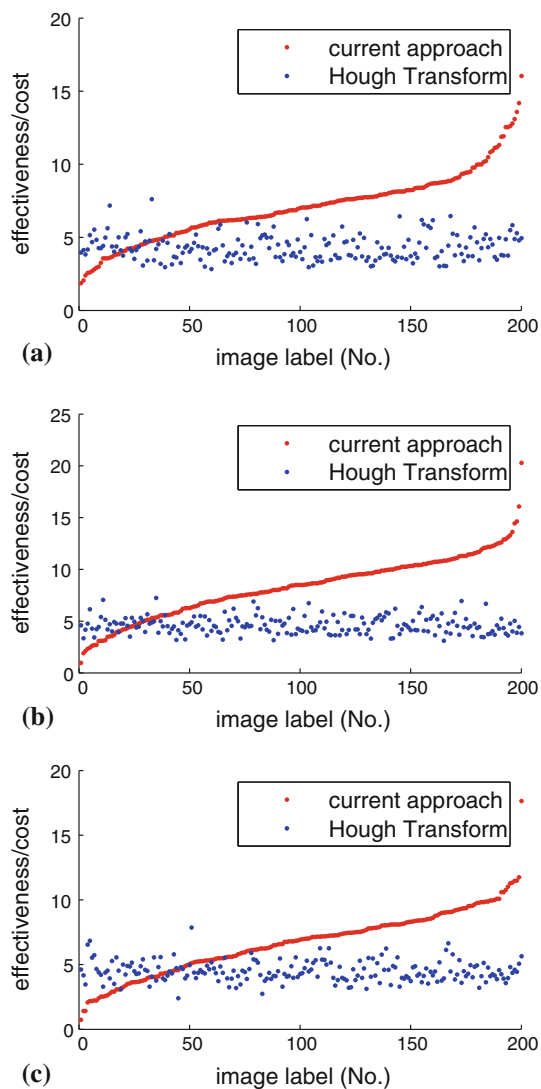 20
15
10
5
0
effectiveness/cost
current approach
Hough Transform
0 50 100 150 200
image label (No.)
(a)
25
20
15
10
5
0
effectiveness/cost
current approach
Hough Transform
0 50 100 150 200
image label (No.)
(b)
20
15
10
5
0
effectiveness/cost
current approach
Hough Transform
0 50 100 150 200
image label (No.)
(c)